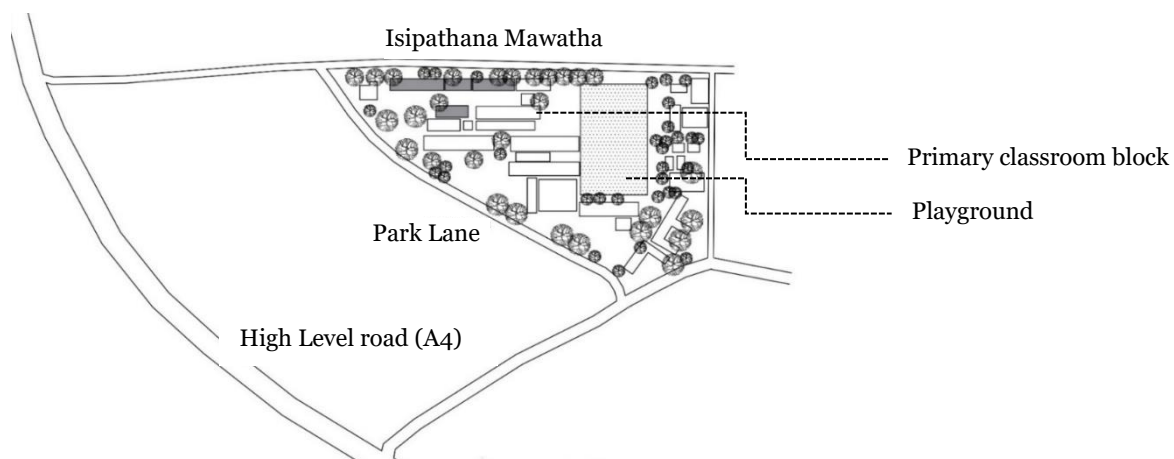 Isipathana Mawatha
Primary classroom block
Playground
Park Lane
High Level road (A4)